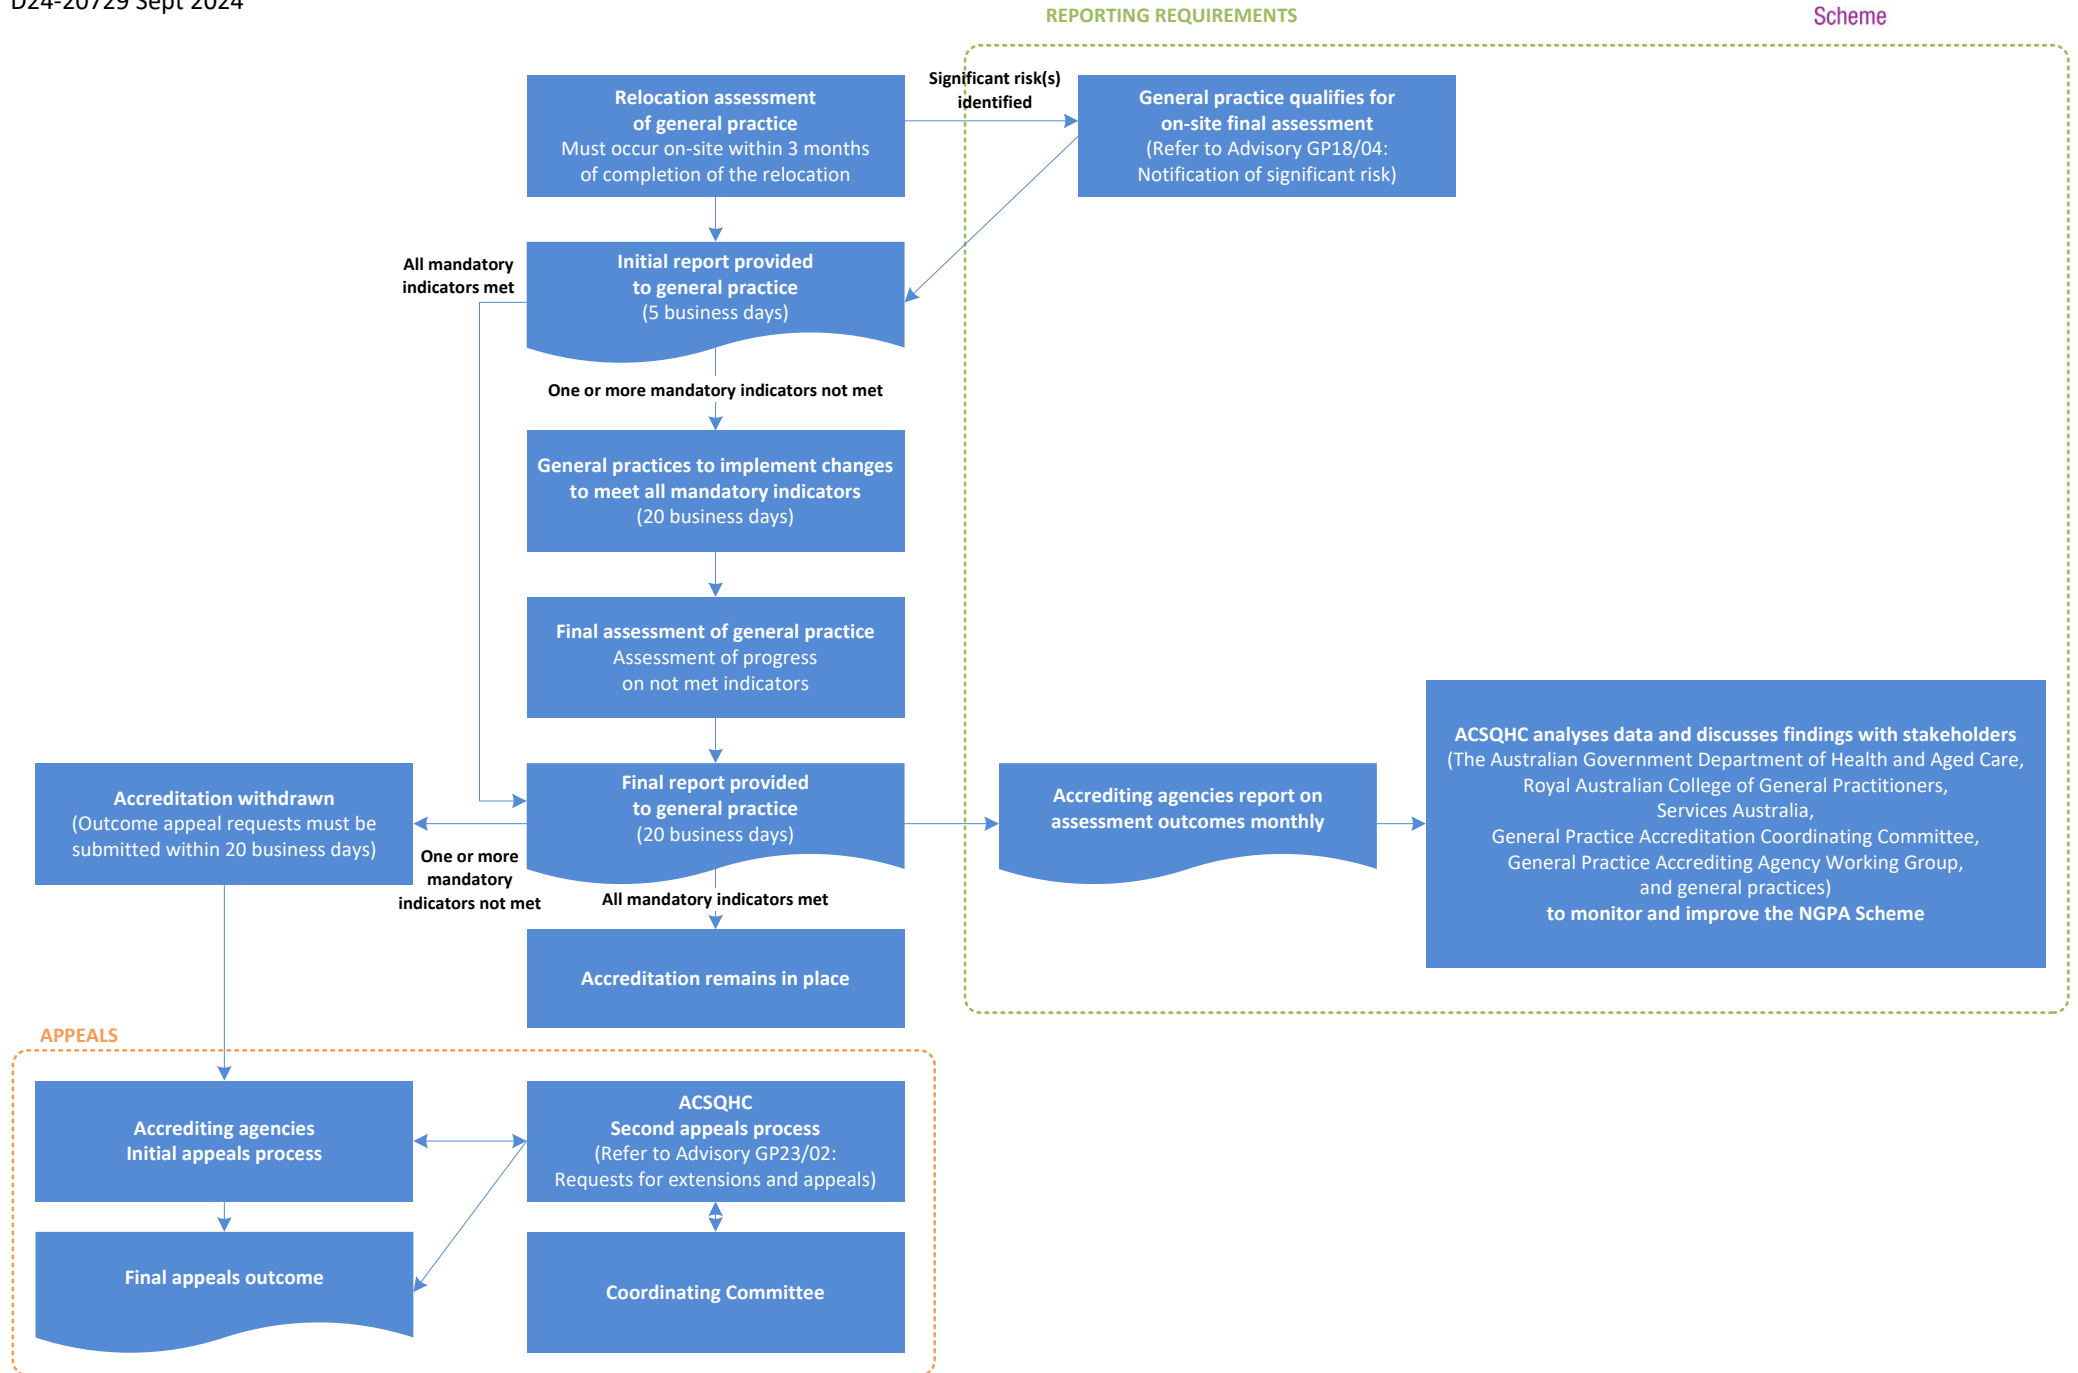 D24-20729 Sept 2024
REPORTING REQUIREMENTS
Scheme
Relocation assessment
of general practice
Must occur on-site within 3 months
of completion of the relocation
Significant risk(s)
identified
General practice qualifies for
on-site final assessment
(Refer to Advisory GP18/04:
Notification of significant risk)
All mandatory
indicators met
Initial report provided
to general practice
(5 business days)
One or more mandatory indicators not met
General practices to implement changes
to meet all mandatory indicators
(20 business days)
Final assessment of general practice
Assessment of progress
on not met indicators
Accreditation withdrawn
(Outcome appeal requests must be
submitted within 20 business days)
One or more
mandatory
indicators not met
Final report provided
to general practice
(20 business days)
All mandatory indicators met
Accreditation remains in place
Accrediting agencies report on
assessment outcomes monthly
ACSQHC analyses data and discusses findings with stakeholders
(The Australian Government Department of Health and Aged Care,
Royal Australian College of General Practitioners,
Services Australia,
General Practice Accreditation Coordinating Committee,
General Practice Accrediting Agency Working Group,
and general practices)
to monitor and improve the NGPA Scheme
APPEALS
Accrediting agencies
Initial appeals process
ACSQHC
Second appeals process
(Refer to Advisory GP23/02:
Requests for extensions and appeals)
Final appeals outcome
Coordinating Committee